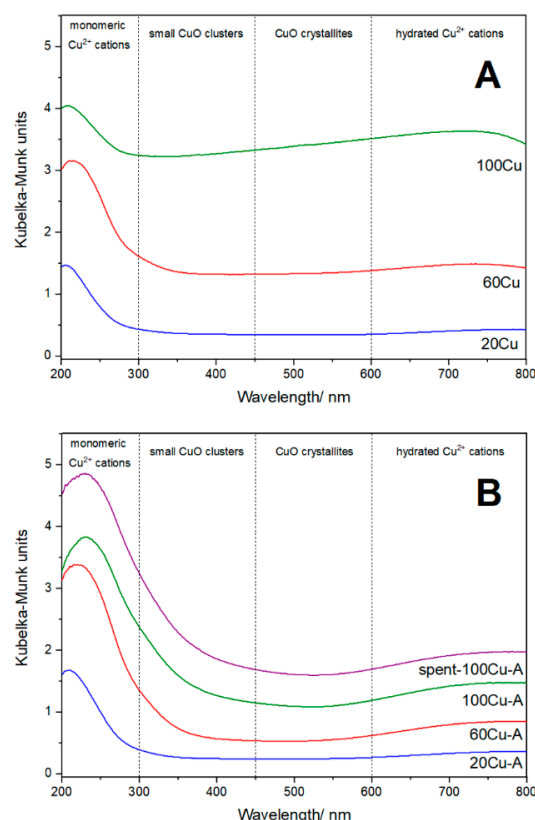 monomeric
Cu²⁺ cations
small CuO clusters
CuO crystallites
hydrated Cu²⁺ cations
A
5
4
3
2
1
0
Kubelka-Munk units
100Cu
60Cu
20Cu
200 300 400 500 600 700 800
Wavelength/ nm
monomeric
Cu²⁺ cations
small CuO clusters
CuO crystallites
hydrated Cu²⁺ cations
B
5
4
3
2
1
0
Kubelka-Munk units
spent-100Cu-A
100Cu-A
60Cu-A
20Cu-A
200 300 400 500 600 700 800
Wavelength/ nm